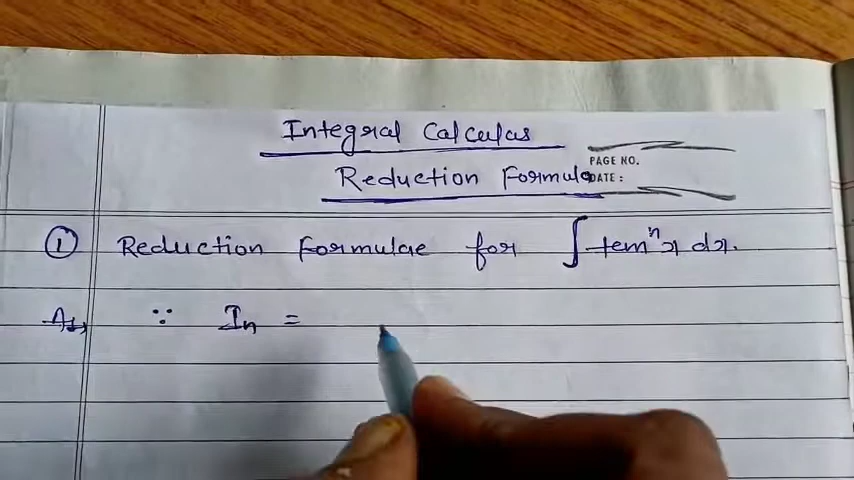 Integral Calculus
Reduction Formula
PAGE NO.
DATE :
① Reduction formulae for ∫ tanⁿx dx.
∵ Iₙ =